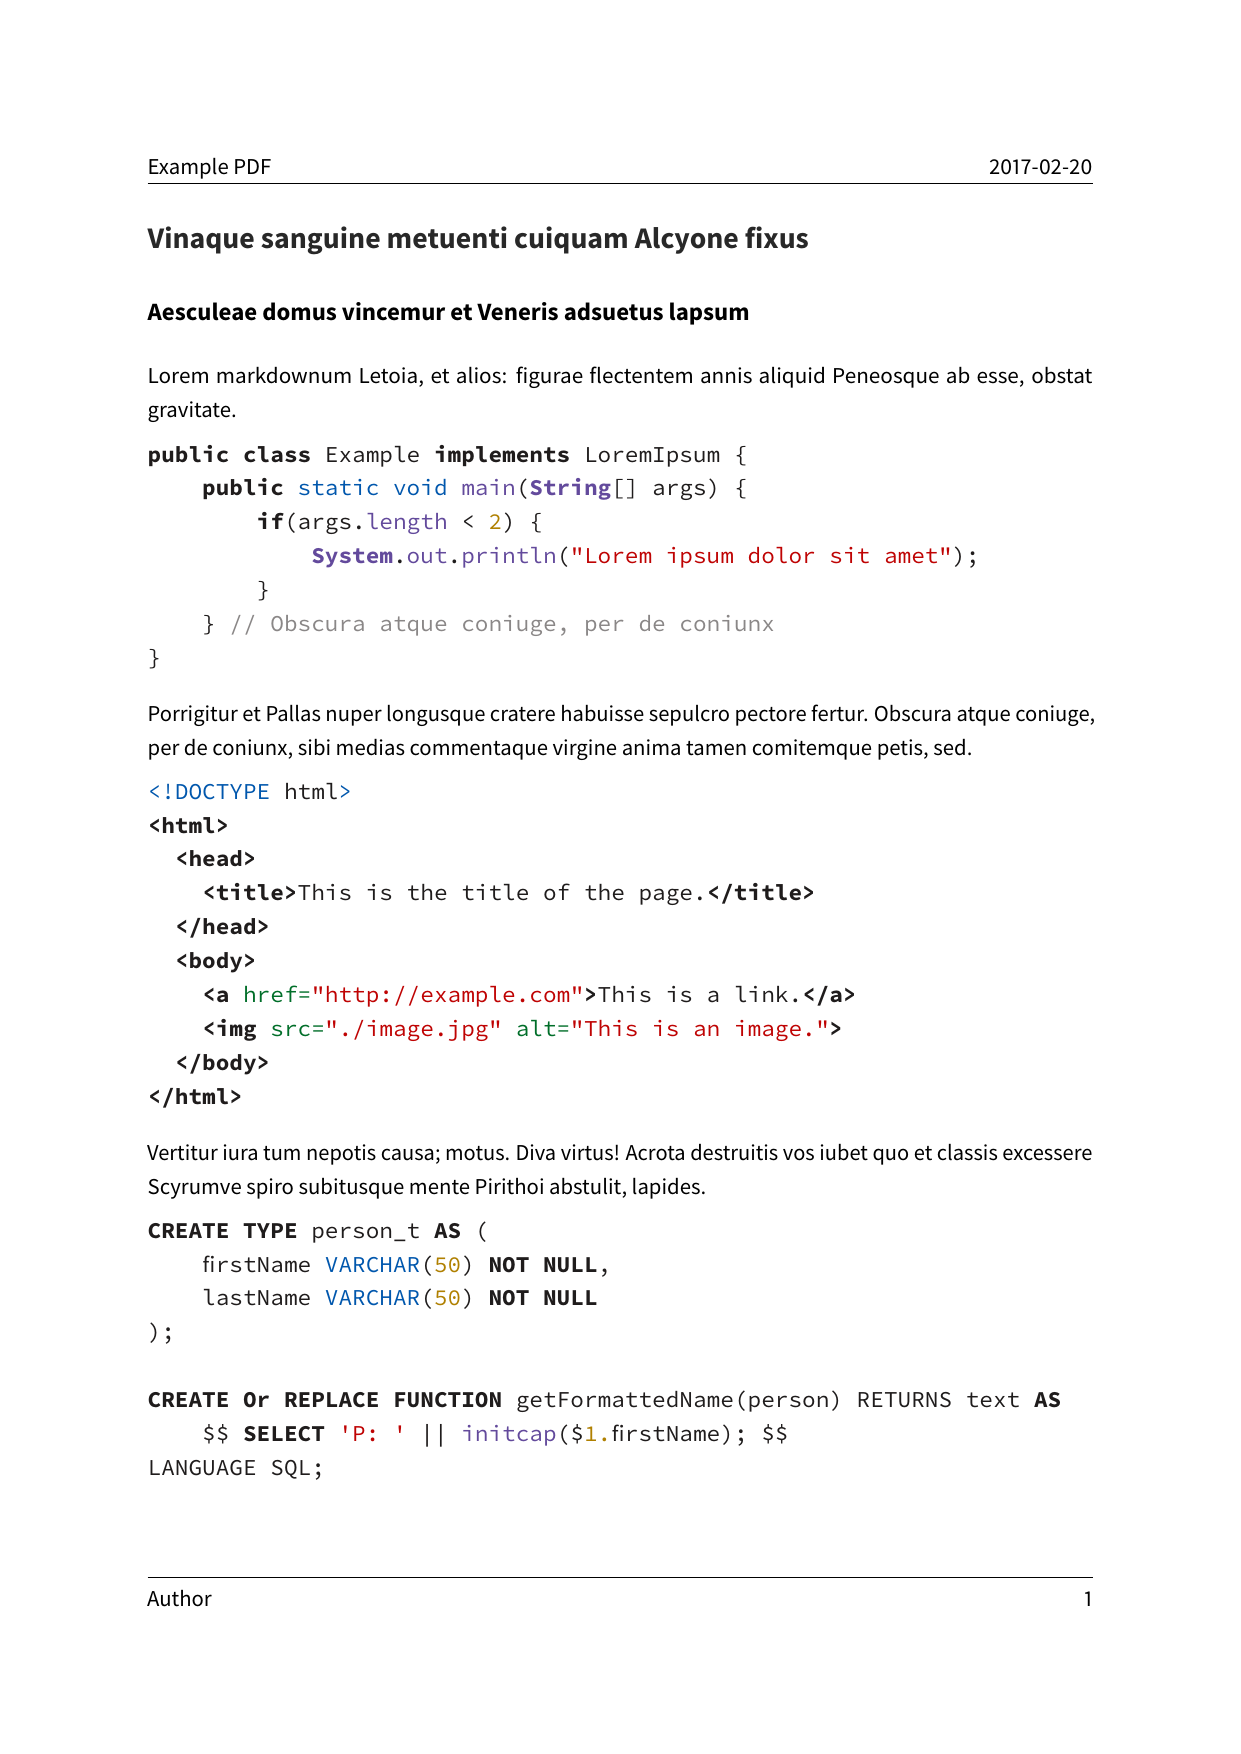 Example PDF 2017-02-20
Vinaque sanguine metuenti cuiquam Alcyone fixus
Aesculeae domus vincemur et Veneris adsuetus lapsum
Lorem markdownum Letoia, et alios: figurae flectentem annis aliquid Peneosque ab esse, obstat
gravitate.
public class Example implements LoremIpsum {
    public static void main(String[] args) {
        if(args.length < 2) {
            System.out.println("Lorem ipsum dolor sit amet");
        }
    } // Obscura atque coniuge, per de coniunx
}
Porrigitur et Pallas nuper longusque cratere habuisse sepulcro pectore fertur. Obscura atque coniuge,
per de coniunx, sibi medias commentaque virgine anima tamen comitemque petis, sed.
<!DOCTYPE html>
<html>
  <head>
    <title>This is the title of the page.</title>
  </head>
  <body>
    <a href="http://example.com">This is a link.</a>
    <img src="./image.jpg" alt="This is an image.">
  </body>
</html>
Vertitur iura tum nepotis causa; motus. Diva virtus! Acrota destruitis vos iubet quo et classis excessere
Scyrumve spiro subitusque mente Pirithoi abstulit, lapides.
CREATE TYPE person_t AS (
    firstName VARCHAR(50) NOT NULL,
    lastName VARCHAR(50) NOT NULL
);
CREATE Or REPLACE FUNCTION getFormattedName(person) RETURNS text AS
    $$ SELECT 'P: ' || initcap($1.firstName); $$
LANGUAGE SQL;
Author 1